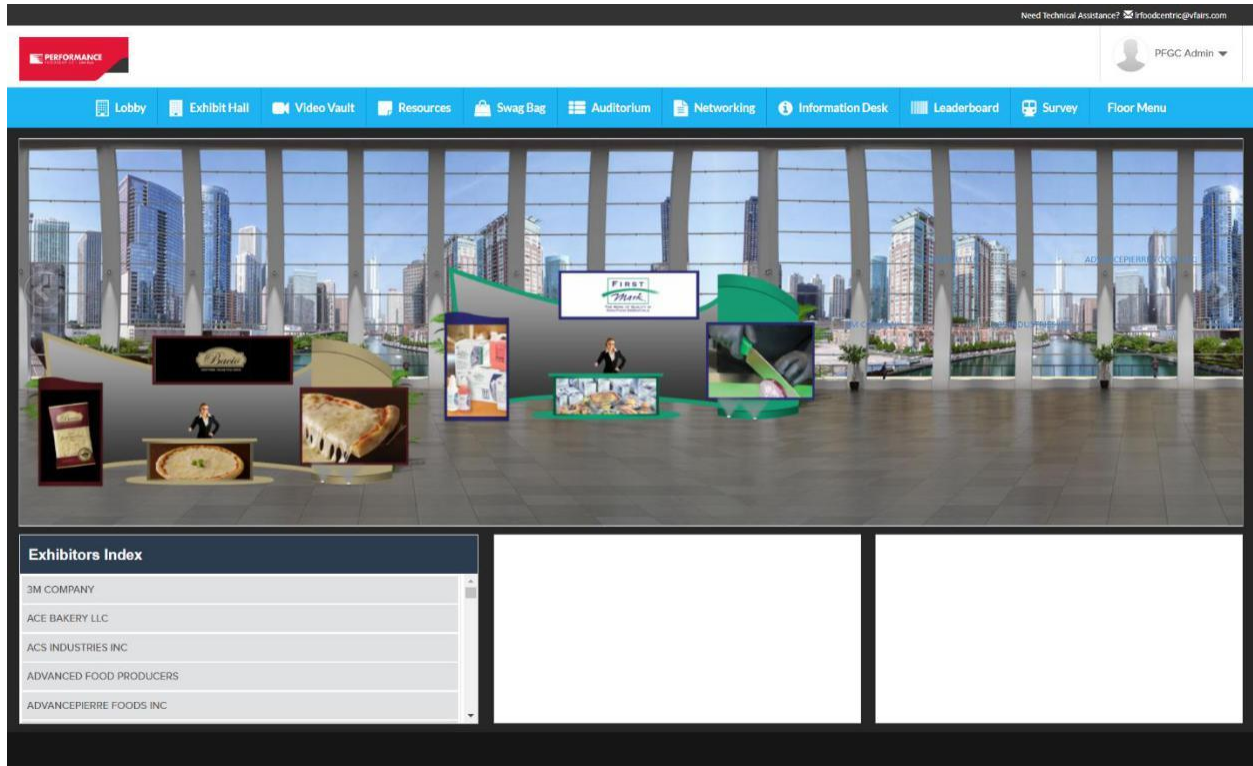 Need Technical Assistance? irfoodcentric@vfairs.com
PERFORMANCE
PFGC Admin
Lobby Exhibit Hall Video Vault Resources Swag Bag Auditorium Networking Information Desk Leaderboard Survey Floor Menu
FIRST
Mark
Bacio
Exhibitors Index
3M COMPANY
ACE BAKERY LLC
ACS INDUSTRIES INC
ADVANCED FOOD PRODUCERS
ADVANCEPIERRE FOODS INC